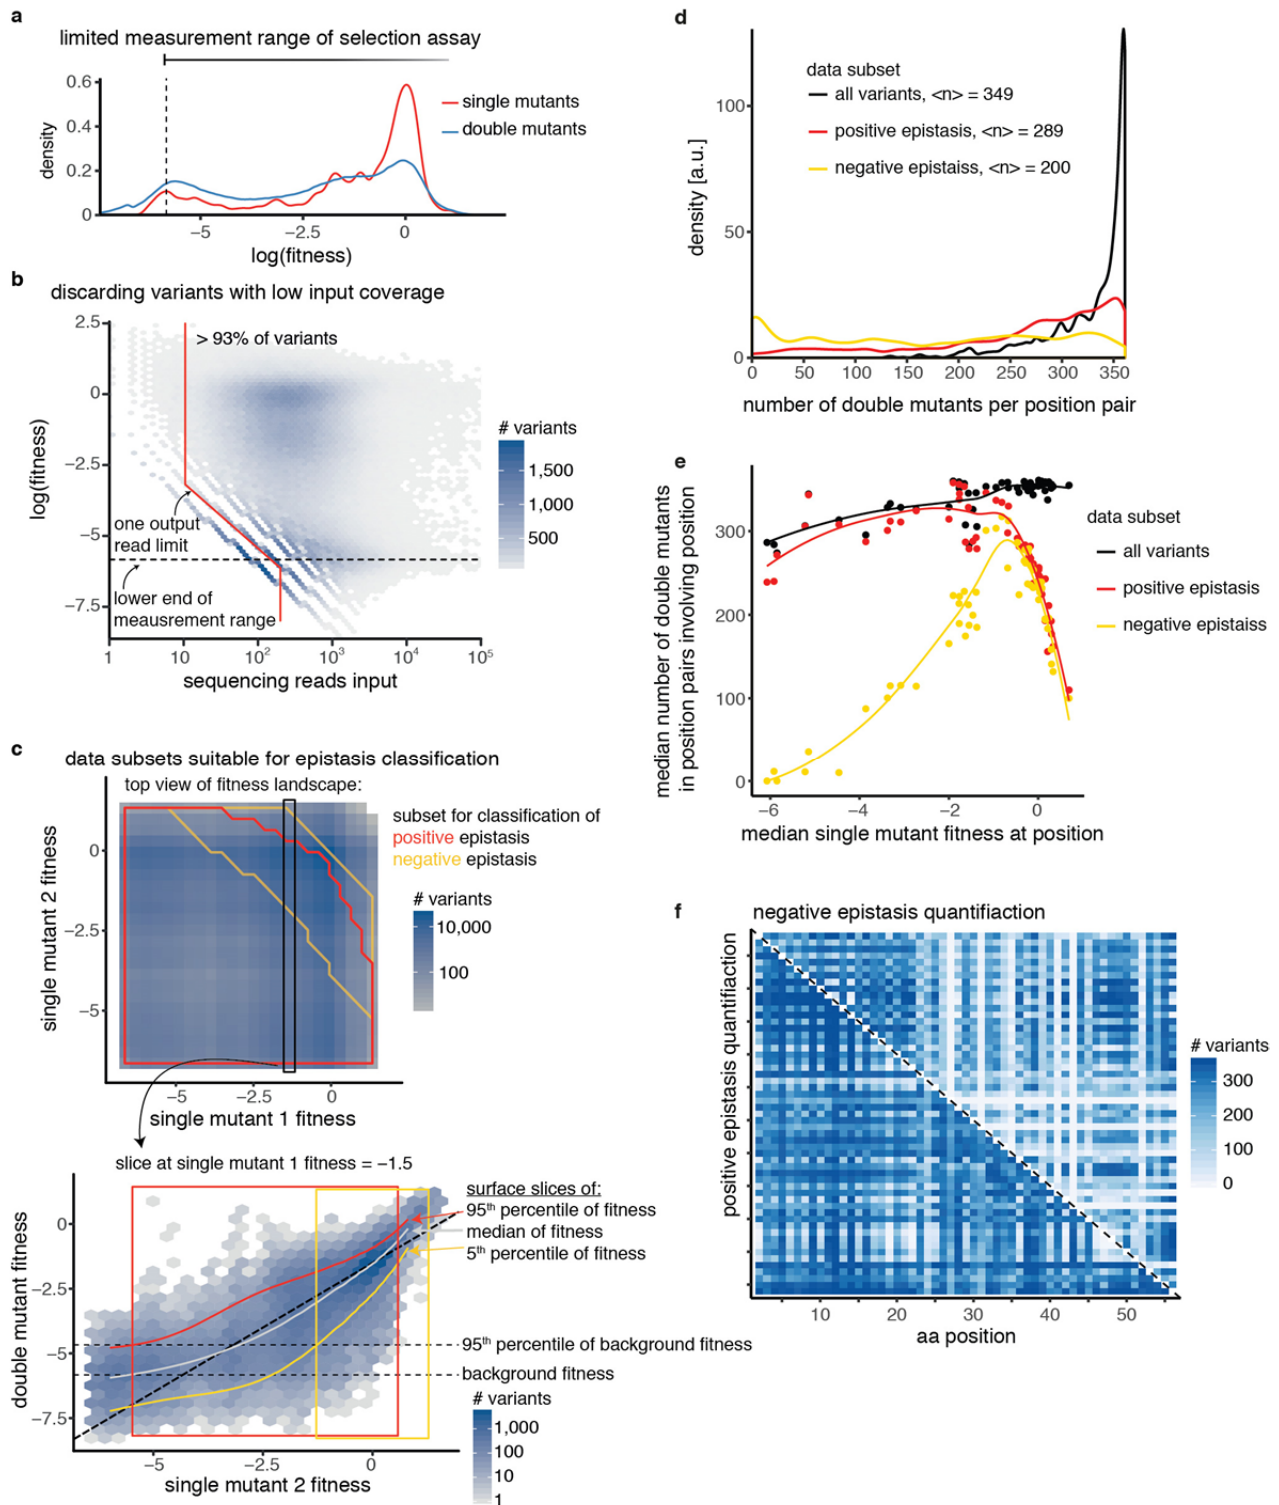 a
limited measurement range of selection assay
0.6
0.4
0.2
0
density
single mutants
double mutants
−5
−2.5
0
log(fitness)
b
discarding variants with low input coverage
2.5
0
−2.5
−5
−7.5
log(fitness)
> 93% of variants
one output
read limit
lower end of
meausrement range
# variants
1,500
1,000
500
1
10
10²
10³
10⁴
10⁵
sequencing reads input
c
data subsets suitable for epistasis classification
top view of fitness landscape:
subset for classification of
positive epistasis
negative epistasis
# variants
10,000
100
single mutant 2 fitness
0
−2.5
−5
−5
−2.5
0
single mutant 1 fitness
slice at single mutant 1 fitness = −1.5
surface slices of:
95th percentile of fitness
median of fitness
5th percentile of fitness
95th percentile of background fitness
background fitness
# variants
1,000
100
10
1
double mutant fitness
0
−2.5
−5
−7.5
−5
−2.5
0
single mutant 2 fitness
d
data subset
all variants, <n> = 349
positive epistasis, <n> = 289
negative epistaiss, <n> = 200
density [a.u.]
100
50
0
0
50
100
150
200
250
300
350
number of double mutants per position pair
e
median number of double mutants
in position pairs involving position
300
200
100
0
data subset
all variants
positive epistasis
negative epistaiss
−6
−4
−2
0
median single mutant fitness at position
f
negative epistasis quantifiaction
positive epistasis quantifiaction
# variants
300
200
100
0
10
20
30
40
50
aa position